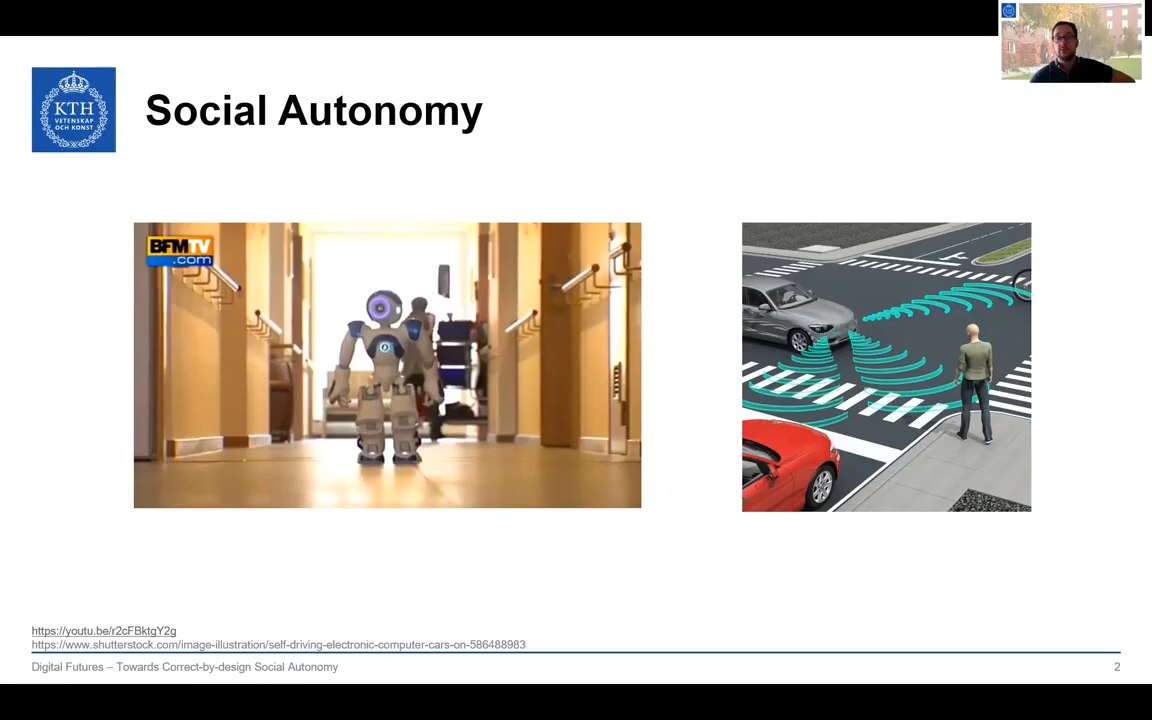 KTH
VETENSKAP
OCH KONST
Social Autonomy
BFMTV
.com
https://youtu.be/r2cFBktgY2g
https://www.shutterstock.com/image-illustration/self-driving-electronic-computer-cars-on-586488983
Digital Futures – Towards Correct-by-design Social Autonomy
2